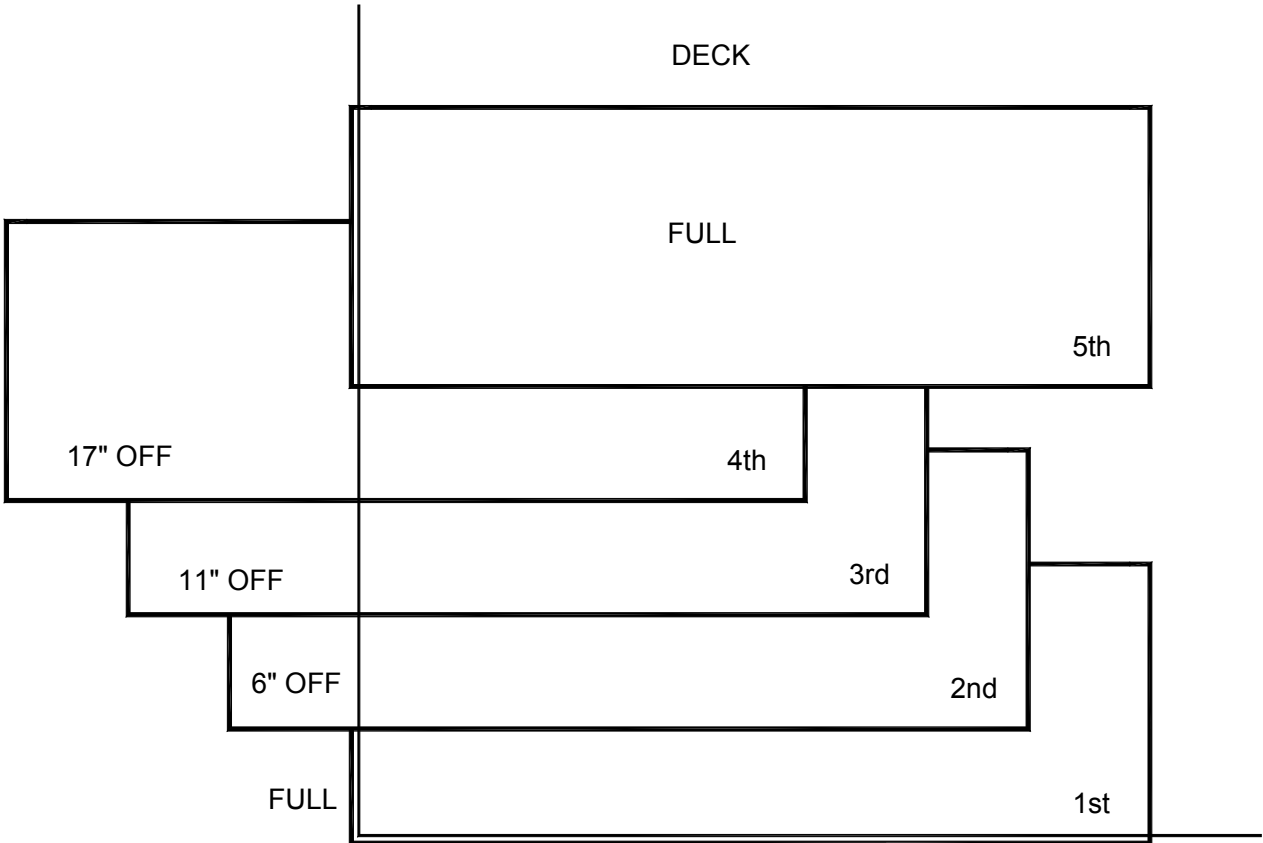 DECK
FULL
5th
17" OFF
4th
11" OFF
3rd
6" OFF
2nd
FULL
1st